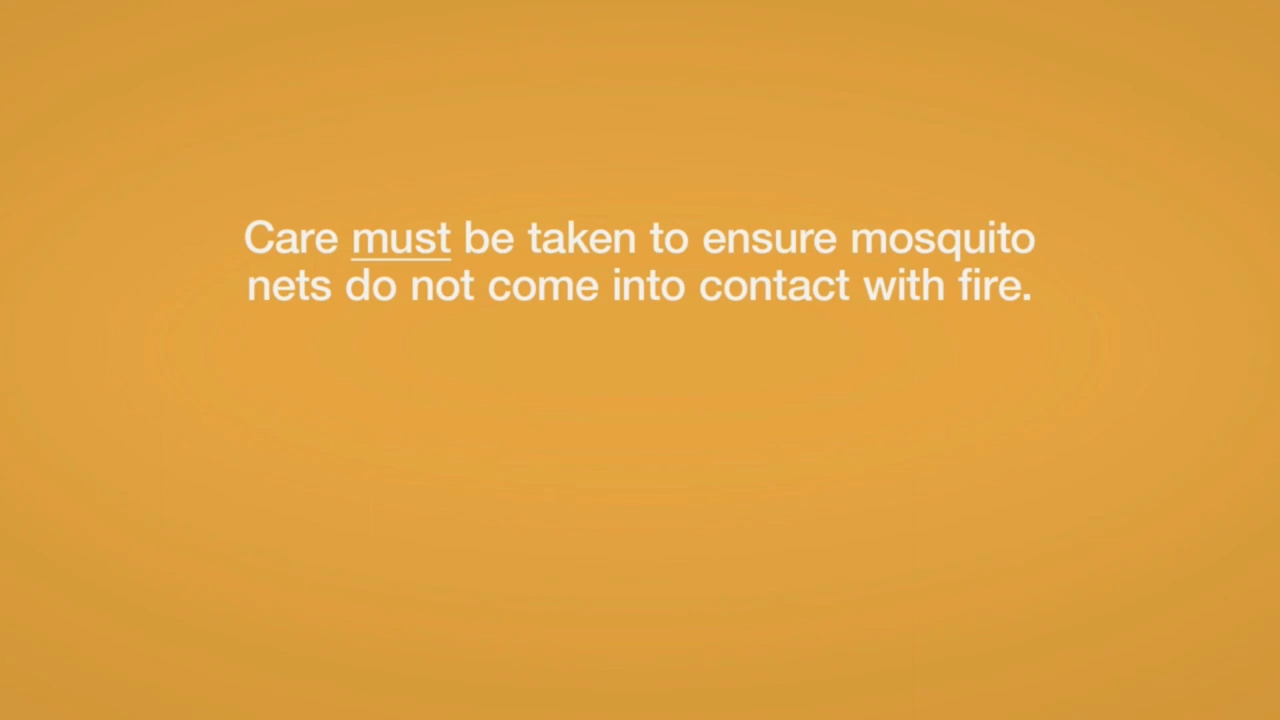 Care must be taken to ensure mosquito
nets do not come into contact with fire.